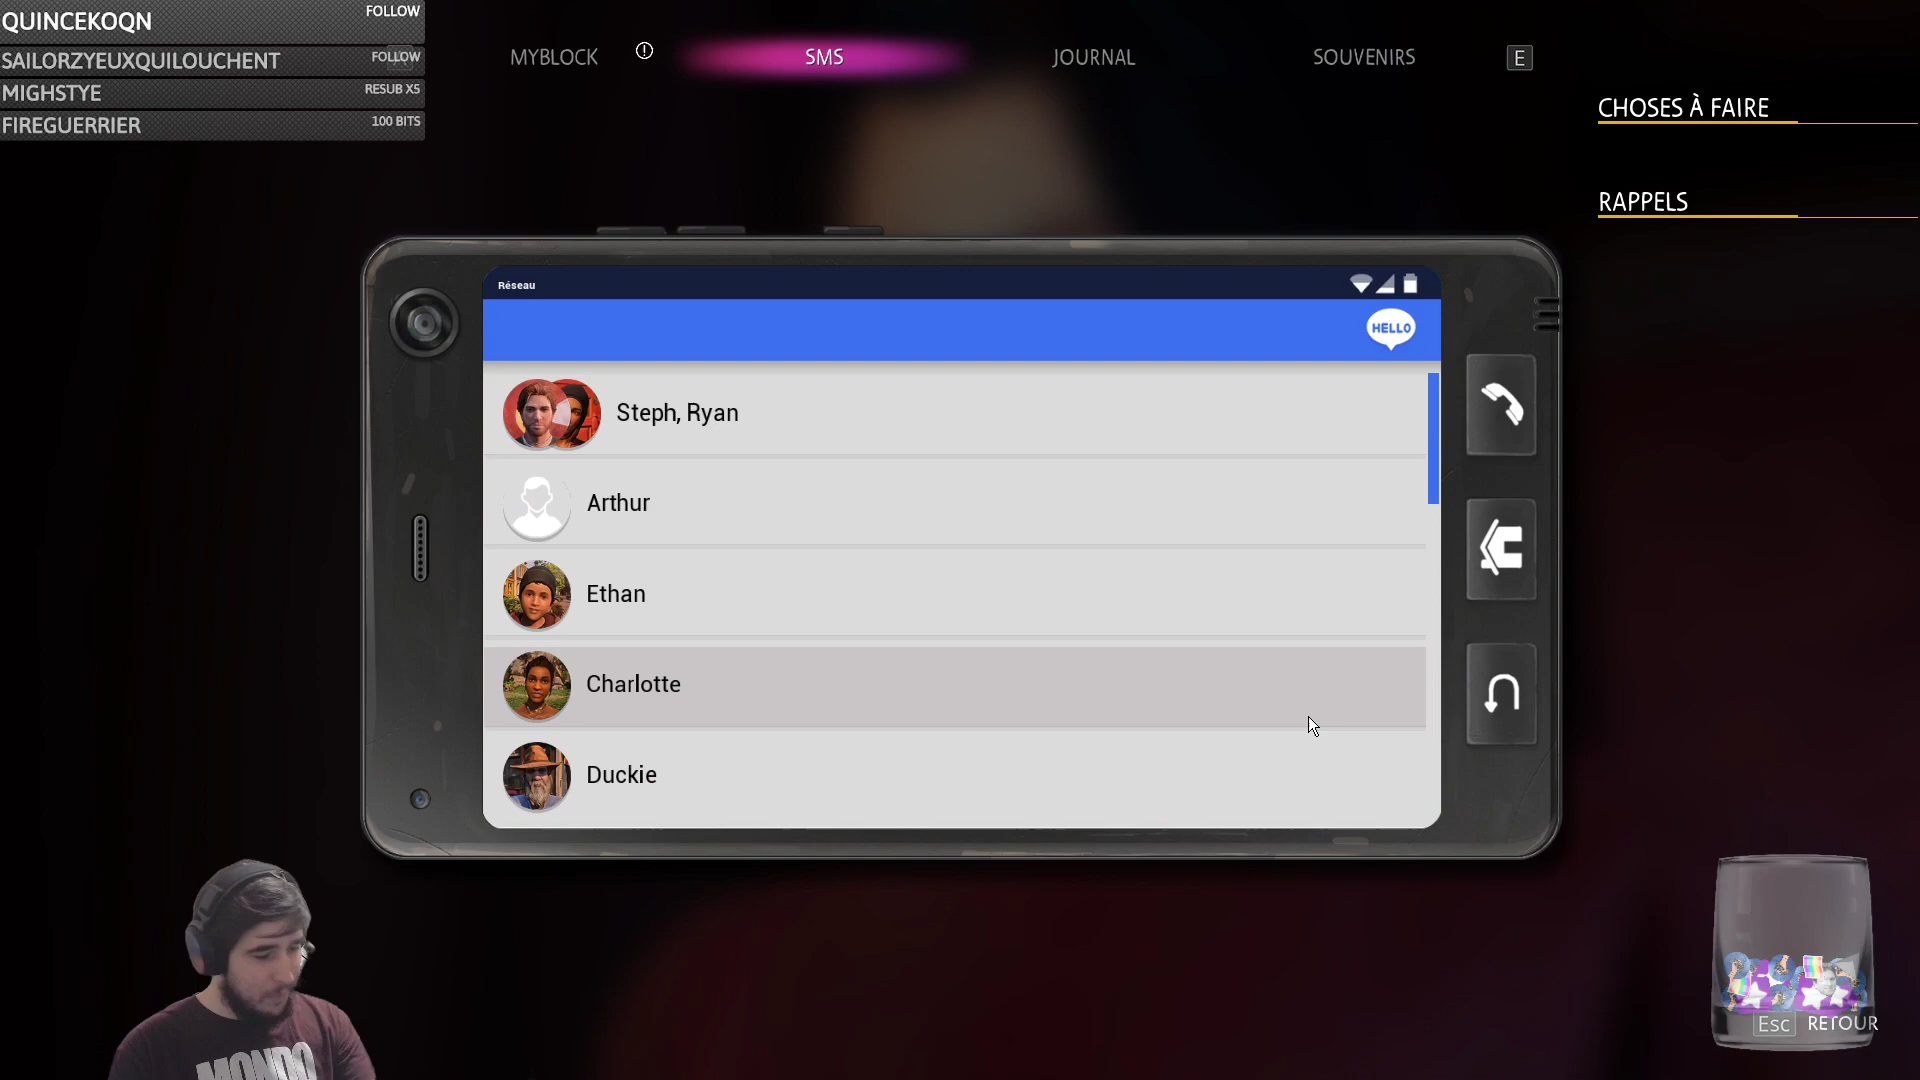 QUINCEKOQN FOLLOW
SAILORZYEUXQUILOUCHENT FOLLOW
MIGHSTYE RESUB X5
FIREGUERRIER 100 BITS
MYBLOCK
SMS
JOURNAL
SOUVENIRS
E
CHOSES À FAIRE
RAPPELS
Réseau
HELLO
Steph, Ryan
Arthur
Ethan
Charlotte
Duckie
MONDO
Esc RETOUR